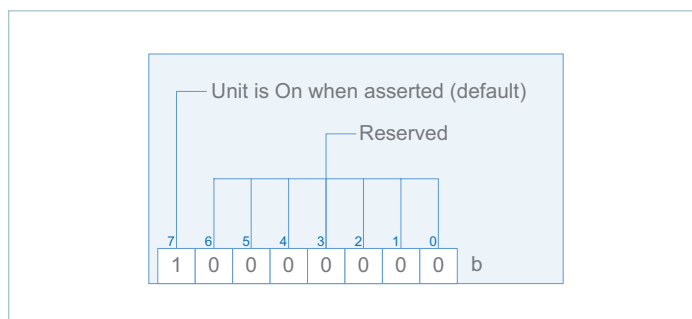 Unit is On when asserted (default)
Reserved
7 6 5 4 3 2 1 0
1 0 0 0 0 0 0 0 b